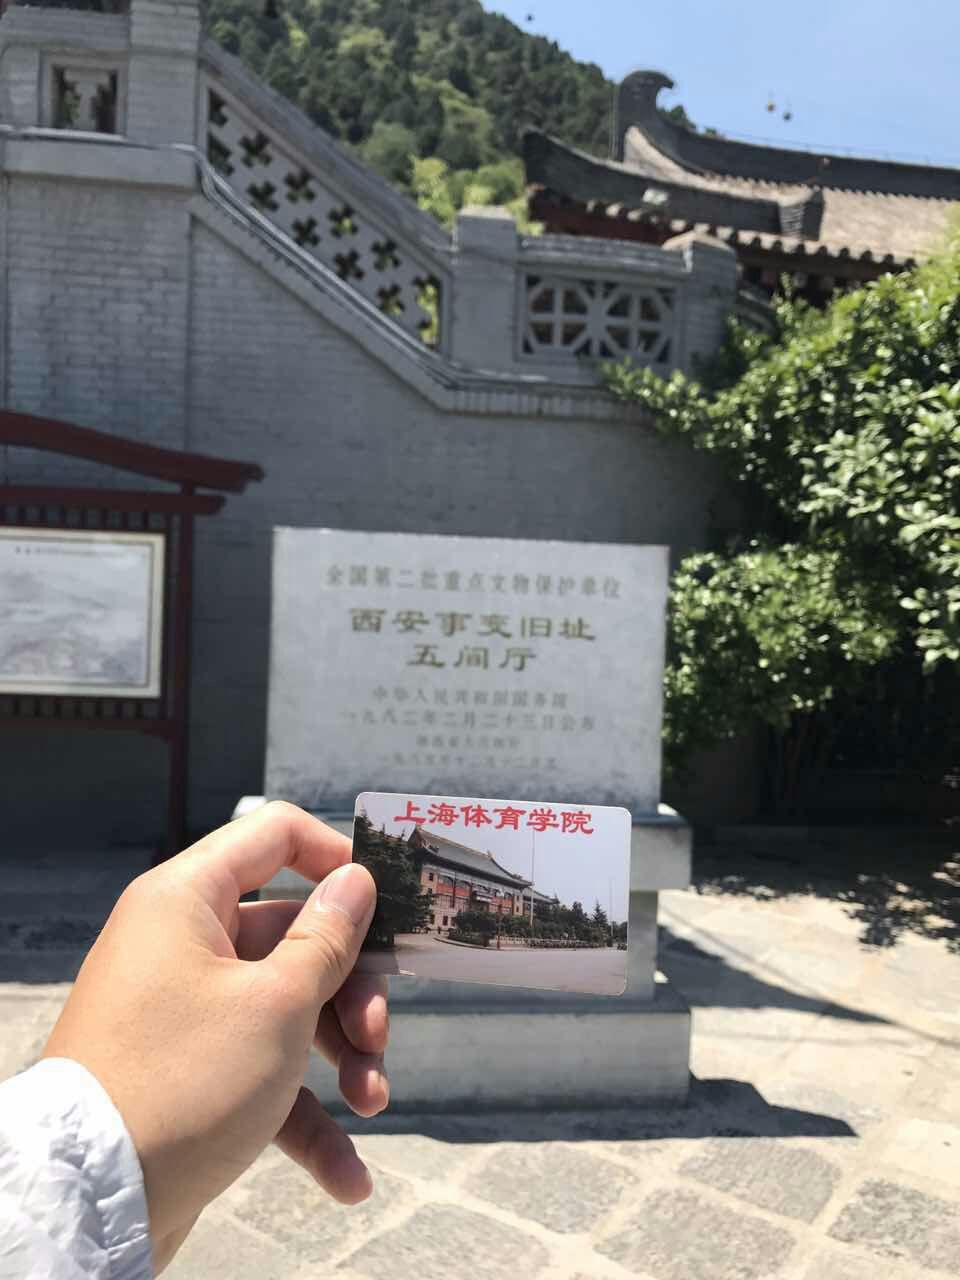 全国第二批重点文物保护单位
西安事变旧址
五间厅
中华人民共和国国务院
一九八二年二月二十三日公布
上海体育学院